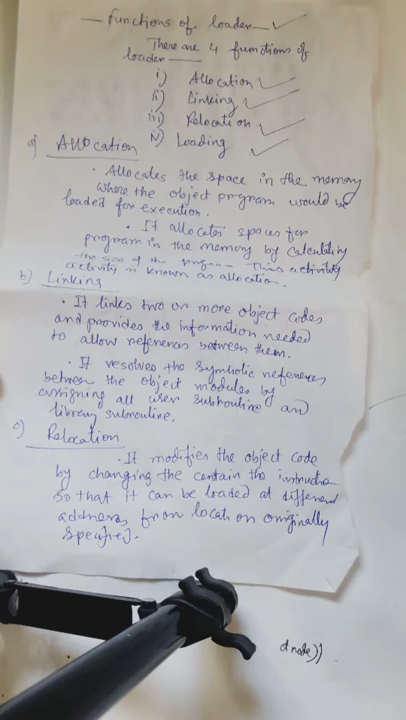 Functions of loader
There are 4 functions of
loader
i) Allocation
ii) Linking
iii) Relocation
iv) Loading
a) Allocation
• Allocates the space in the memory
where the object program would be
loaded for execution.
• It allocates spaces for
program in the memory by calculating
the size of the program. This activity
activity is known as allocation.
b) Linking
• It links two or more object codes
and provides the information needed
to allow references between them.
• It resolves the symbolic references
between the object modules by
assigning all user subroutine and
library subroutine.
c) Relocation
• It modifies the object code
by changing the certain the instruction
so that it can be loaded at different
address from location originally
specified.